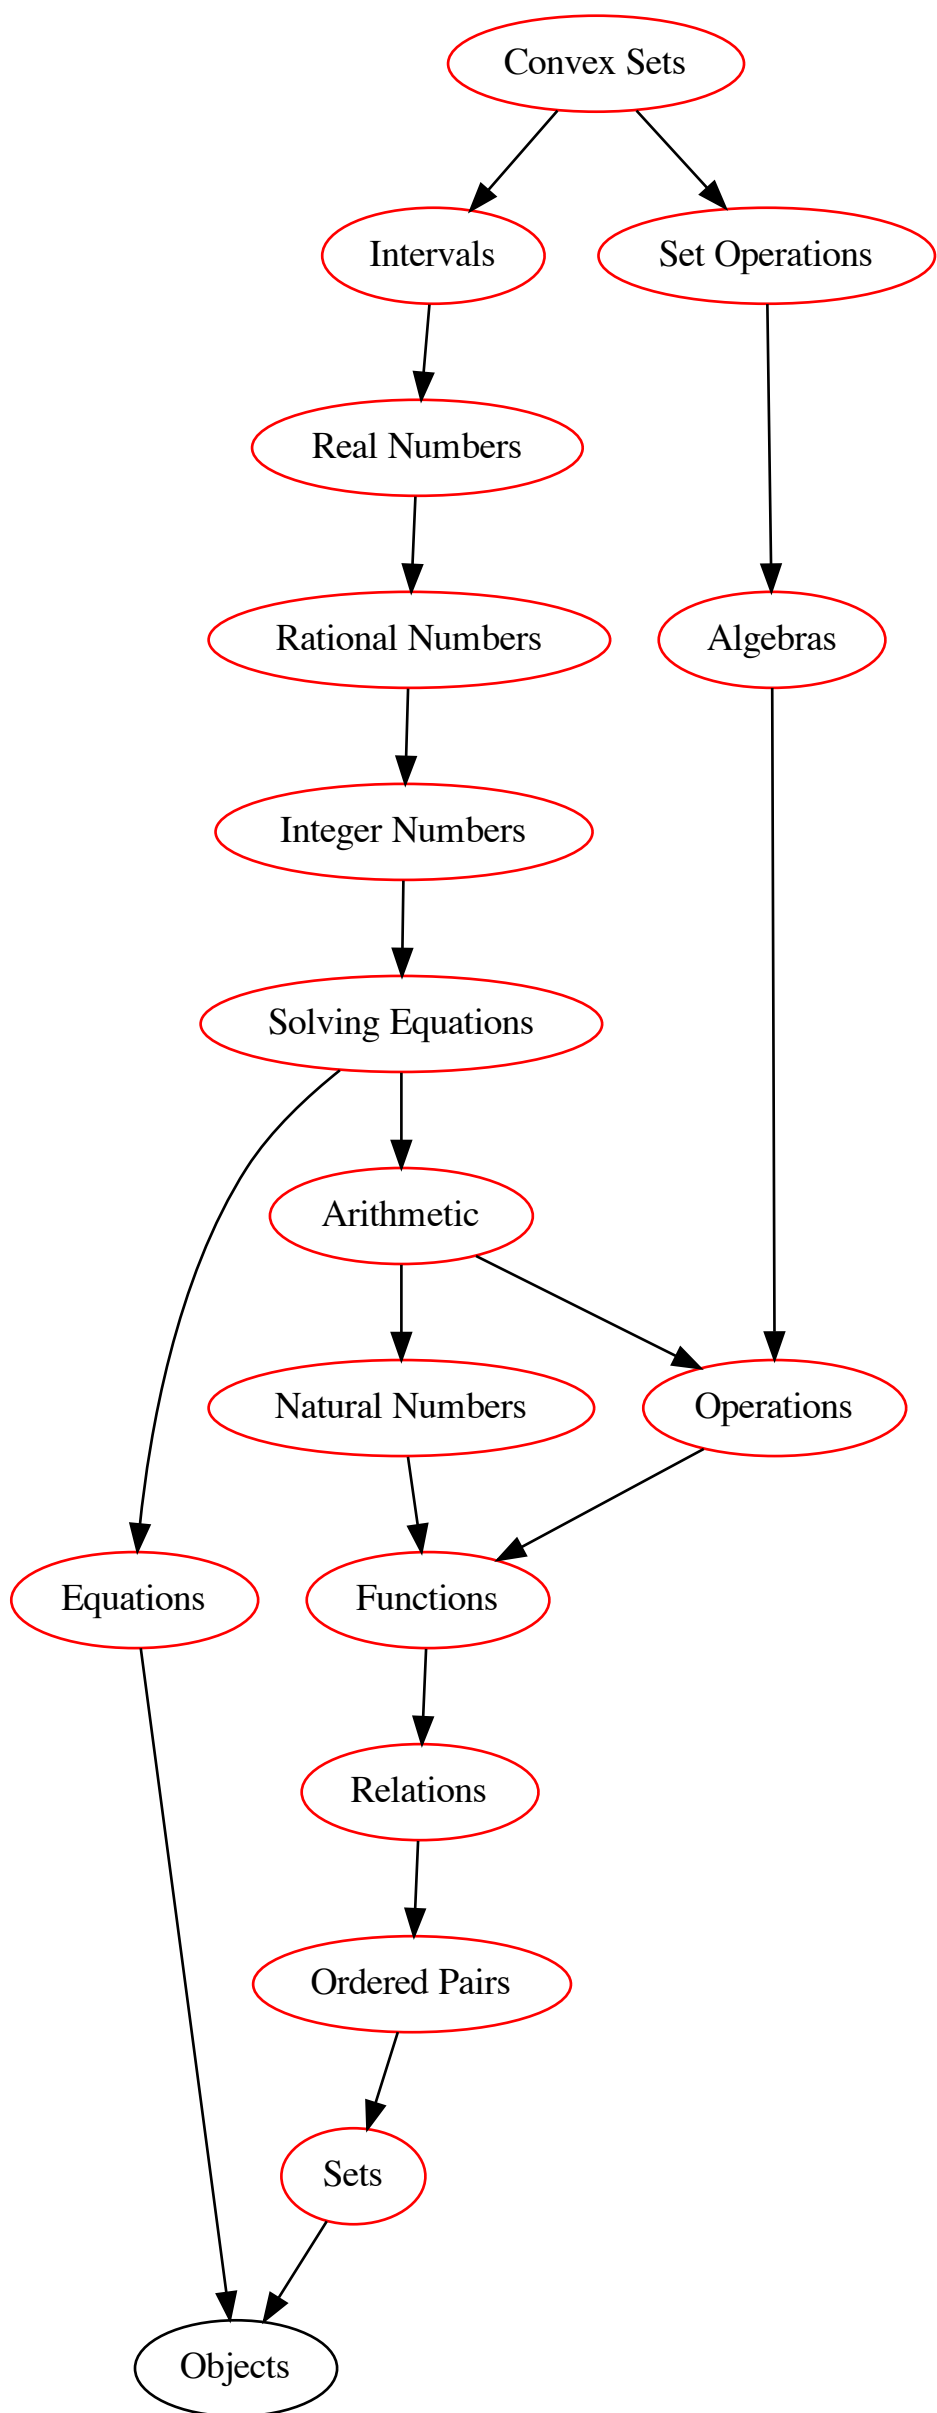 Convex Sets
Intervals
Set Operations
Real Numbers
Rational Numbers
Algebras
Integer Numbers
Solving Equations
Arithmetic
Natural Numbers
Operations
Equations
Functions
Relations
Ordered Pairs
Sets
Objects